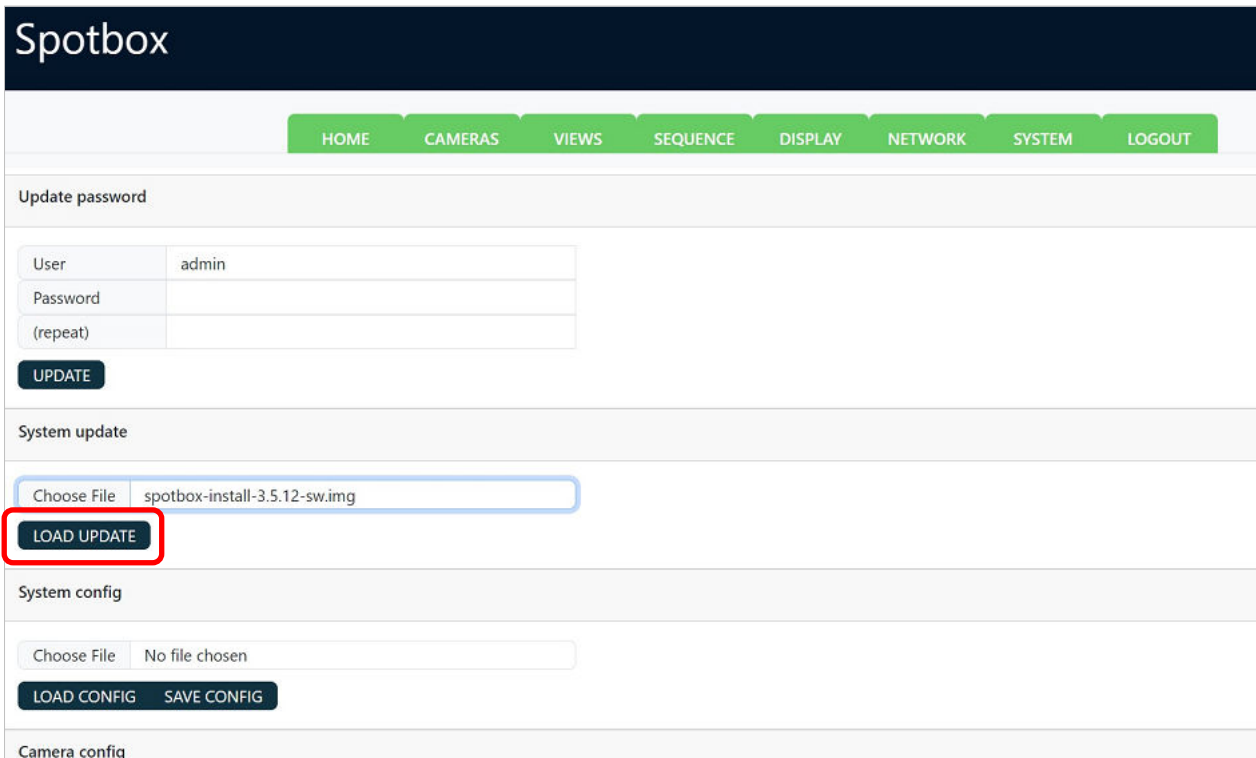 Spotbox
HOME CAMERAS VIEWS SEQUENCE DISPLAY NETWORK SYSTEM LOGOUT
Update password
User admin
Password
(repeat)
UPDATE
System update
Choose File spotbox-install-3.5.12-sw.img
LOAD UPDATE
System config
Choose File No file chosen
LOAD CONFIG SAVE CONFIG
Camera config